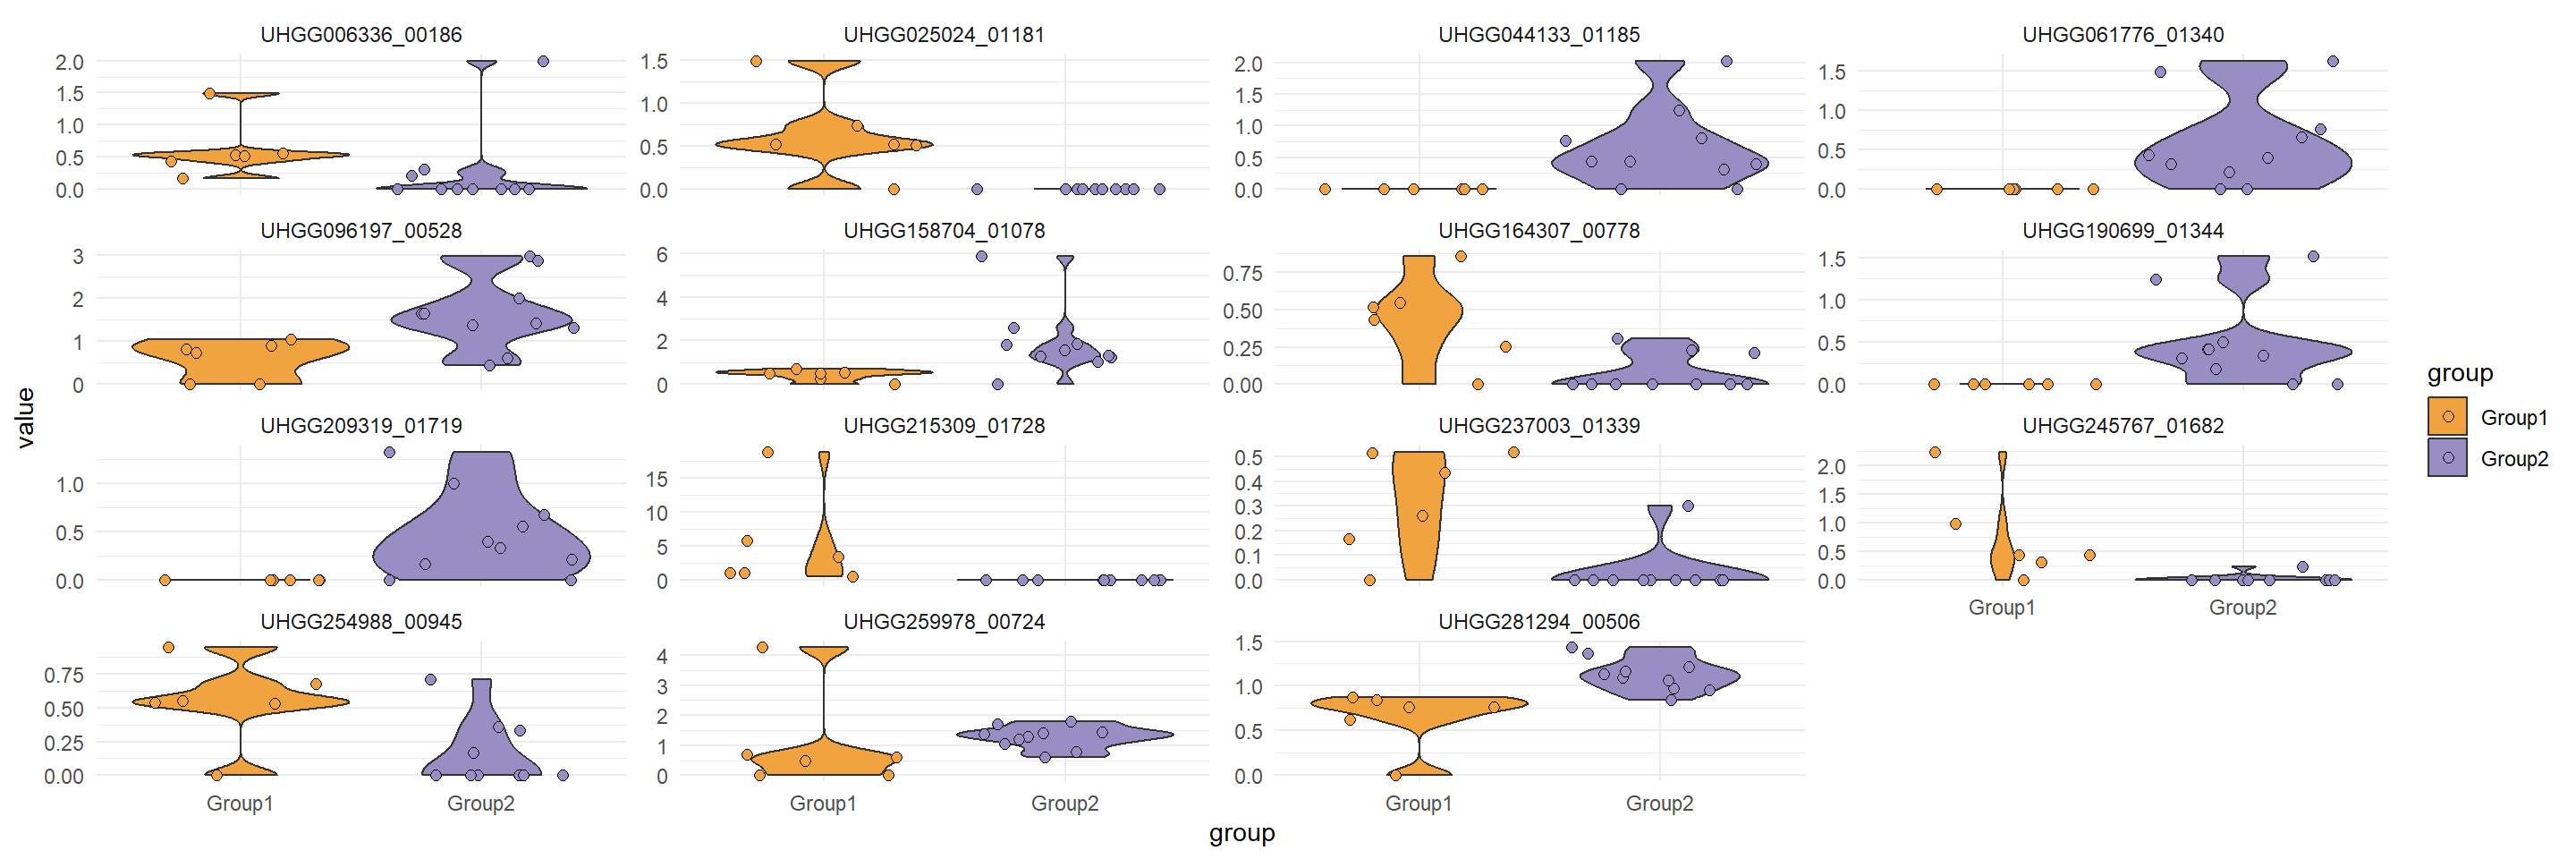 UHGG006336_00186
2.0
1.5
1.0
0.5
0.0
UHGG025024_01181
1.5
1.0
0.5
0.0
UHGG044133_01185
2.0
1.5
1.0
0.5
0.0
UHGG061776_01340
1.5
1.0
0.5
0.0
UHGG096197_00528
3
2
1
0
UHGG158704_01078
6
4
2
0
UHGG164307_00778
0.75
0.50
0.25
0.00
UHGG190699_01344
1.5
1.0
0.5
0.0
UHGG209319_01719
1.0
0.5
0.0
UHGG215309_01728
15
10
5
0
UHGG237003_01339
0.5
0.4
0.3
0.2
0.1
0.0
UHGG245767_01682
2.0
1.5
1.0
0.5
0.0
Group1
Group2
UHGG254988_00945
0.75
0.50
0.25
0.00
Group1
Group2
UHGG259978_00724
4
3
2
1
0
Group1
Group2
UHGG281294_00506
1.5
1.0
0.5
0.0
Group1
Group2
value
group
group
Group1
Group2